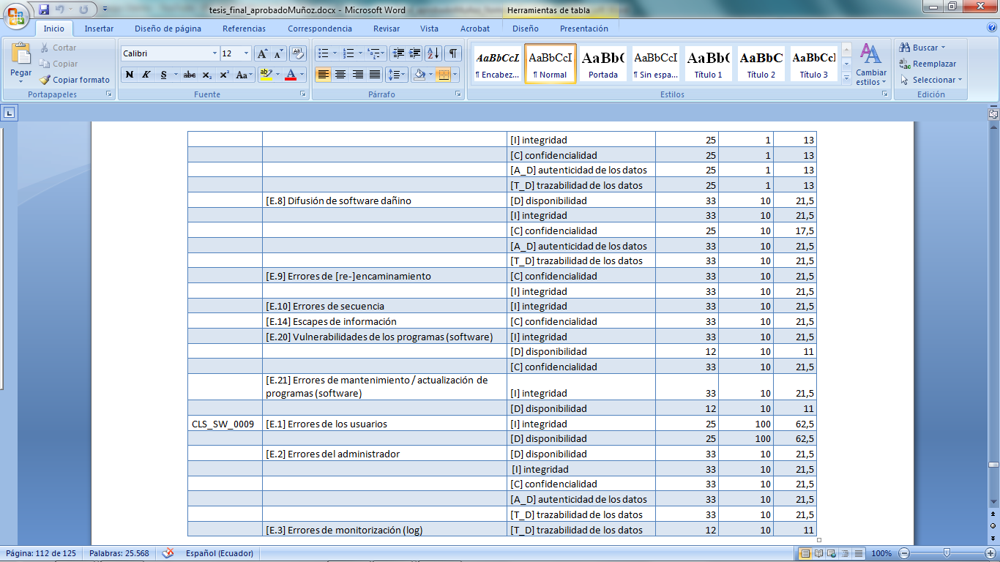 tesis_final_aprobadoMuñoz.docx - Microsoft Word
Herramientas de tabla
Inicio Insertar Diseño de página Referencias Correspondencia Revisar Vista Acrobat Diseño Presentación
Pegar
Cortar
Copiar
Copiar formato
Portapapeles
Calibri 12
N K S abc x₂ x² Aa
Fuente
Párrafo
AaBbCcL AaBbCcI AaBb( AaBbCcI AaBb( AaBbC AaBbCcI
¶ Encabez... ¶ Normal Portada ¶ Sin espa... Título 1 Título 2 Título 3
Estilos
Cambiar
estilos
Buscar
Reemplazar
Seleccionar
Edición
[I] integridad 25 1 13
[C] confidencialidad 25 1 13
[A_D] autenticidad de los datos 25 1 13
[T_D] trazabilidad de los datos 25 1 13
[E.8] Difusión de software dañino [D] disponibilidad 33 10 21,5
[I] integridad 33 10 21,5
[C] confidencialidad 25 10 17,5
[A_D] autenticidad de los datos 33 10 21,5
[T_D] trazabilidad de los datos 33 10 21,5
[E.9] Errores de [re-]encaminamiento [C] confidencialidad 33 10 21,5
[I] integridad 33 10 21,5
[E.10] Errores de secuencia [I] integridad 33 10 21,5
[E.14] Escapes de información [C] confidencialidad 33 10 21,5
[E.20] Vulnerabilidades de los programas (software) [I] integridad 33 10 21,5
[D] disponibilidad 12 10 11
[C] confidencialidad 33 10 21,5
[E.21] Errores de mantenimiento / actualización de
programas (software) [I] integridad 33 10 21,5
[D] disponibilidad 12 10 11
CLS_SW_0009 [E.1] Errores de los usuarios [I] integridad 25 100 62,5
[D] disponibilidad 25 100 62,5
[E.2] Errores del administrador [D] disponibilidad 33 10 21,5
[I] integridad 33 10 21,5
[C] confidencialidad 33 10 21,5
[A_D] autenticidad de los datos 33 10 21,5
[T_D] trazabilidad de los datos 33 10 21,5
[E.3] Errores de monitorización (log) [T_D] trazabilidad de los datos 12 10 11
Página: 112 de 125 Palabras: 25.568 Español (Ecuador) 100%